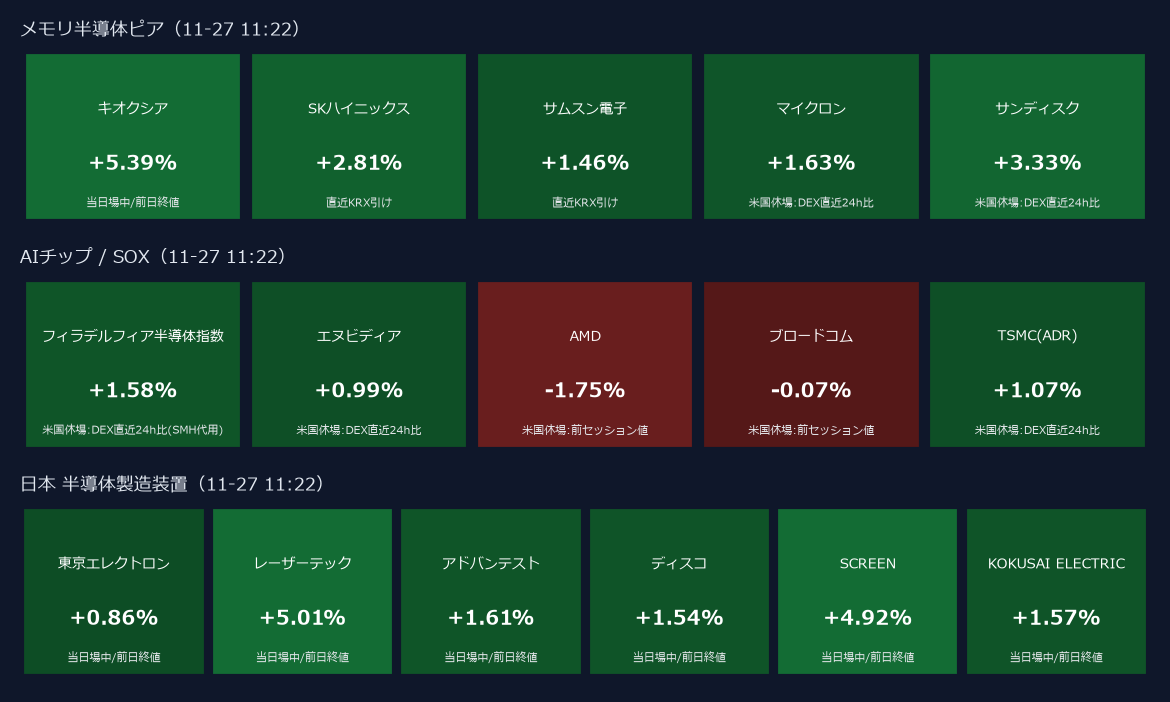 メモリ半導体ピア（11-27 11:22）
キオクシア
+5.39%
当日場中/前日終値
SKハイニックス
+2.81%
直近KRX引け
サムスン電子
+1.46%
直近KRX引け
マイクロン
+1.63%
米国休場:DEX直近24h比
サンディスク
+3.33%
米国休場:DEX直近24h比
AIチップ / SOX（11-27 11:22）
フィラデルフィア半導体指数
+1.58%
米国休場:DEX直近24h比(SMH代用)
エヌビディア
+0.99%
米国休場:DEX直近24h比
AMD
-1.75%
米国休場:前セッション値
ブロードコム
-0.07%
米国休場:前セッション値
TSMC(ADR)
+1.07%
米国休場:DEX直近24h比
日本 半導体製造装置（11-27 11:22）
東京エレクトロン
+0.86%
当日場中/前日終値
レーザーテック
+5.01%
当日場中/前日終値
アドバンテスト
+1.61%
当日場中/前日終値
ディスコ
+1.54%
当日場中/前日終値
SCREEN
+4.92%
当日場中/前日終値
KOKUSAI ELECTRIC
+1.57%
当日場中/前日終値